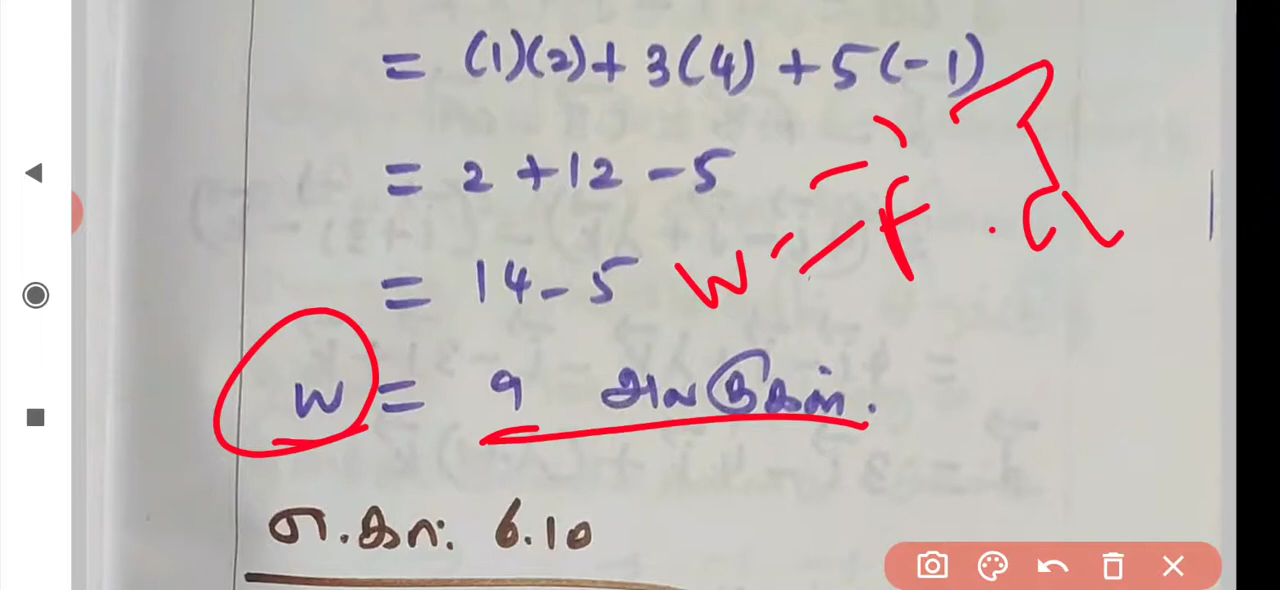 = (1)(2)+ 3(4) +5(-1)
= 2 +12 -5
= 14-5 W = F . d
W = 9 அலகுகள்.
எ.கா: 6.10